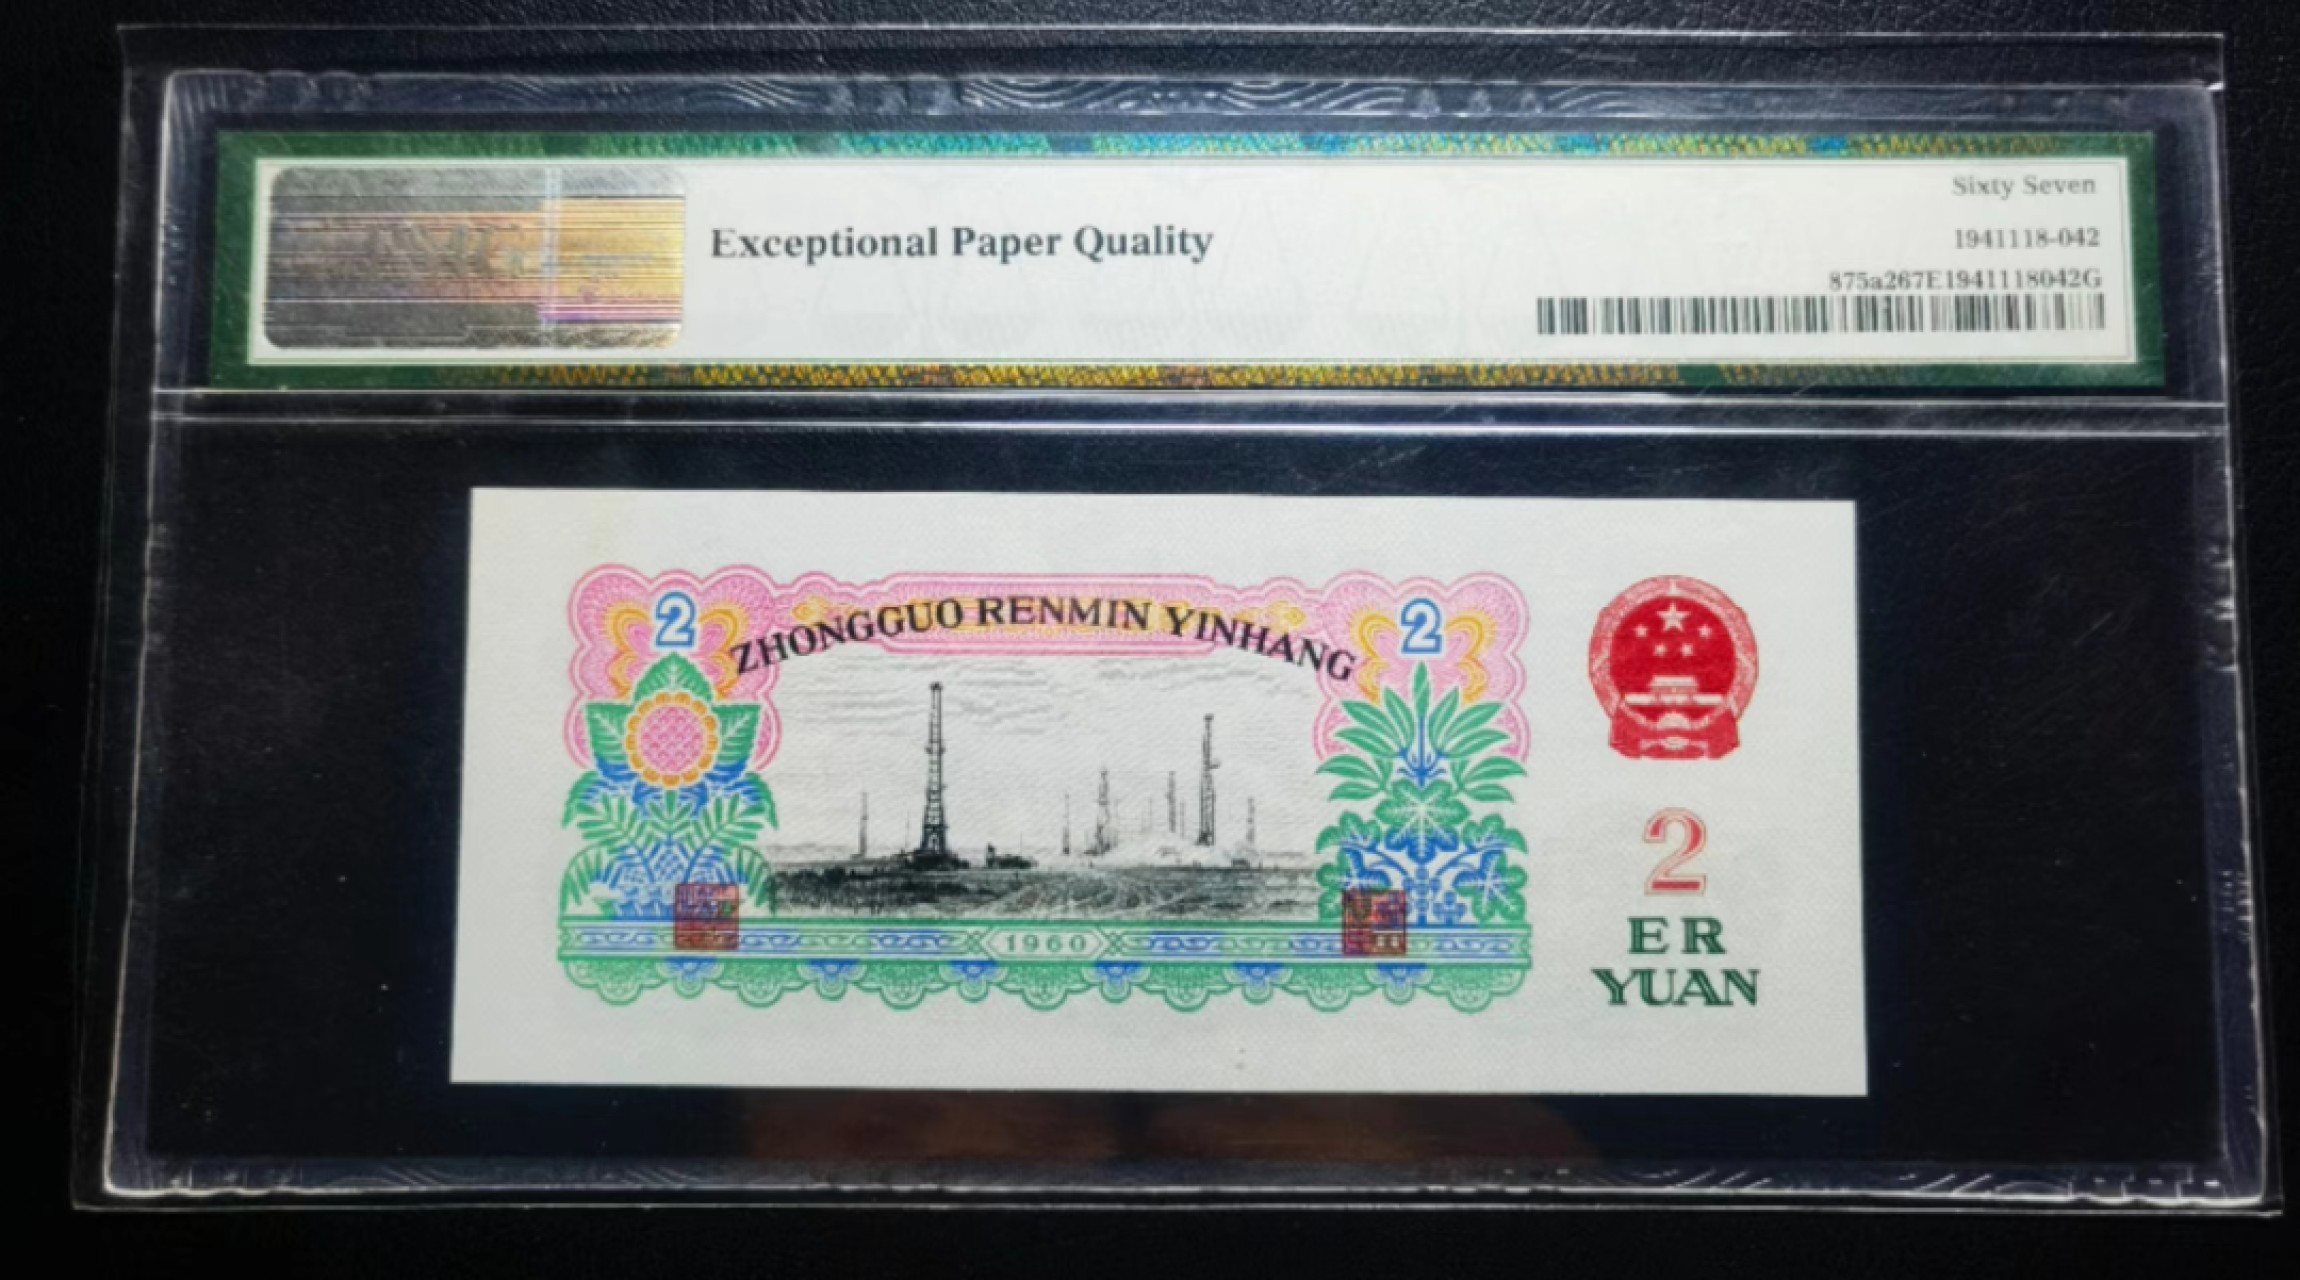 Sixty Seven
Exceptional Paper Quality
1941118-042
875a267E1941118042G
2
ZHONGGUO RENMIN YINHANG
2
2
ER
YUAN
1960